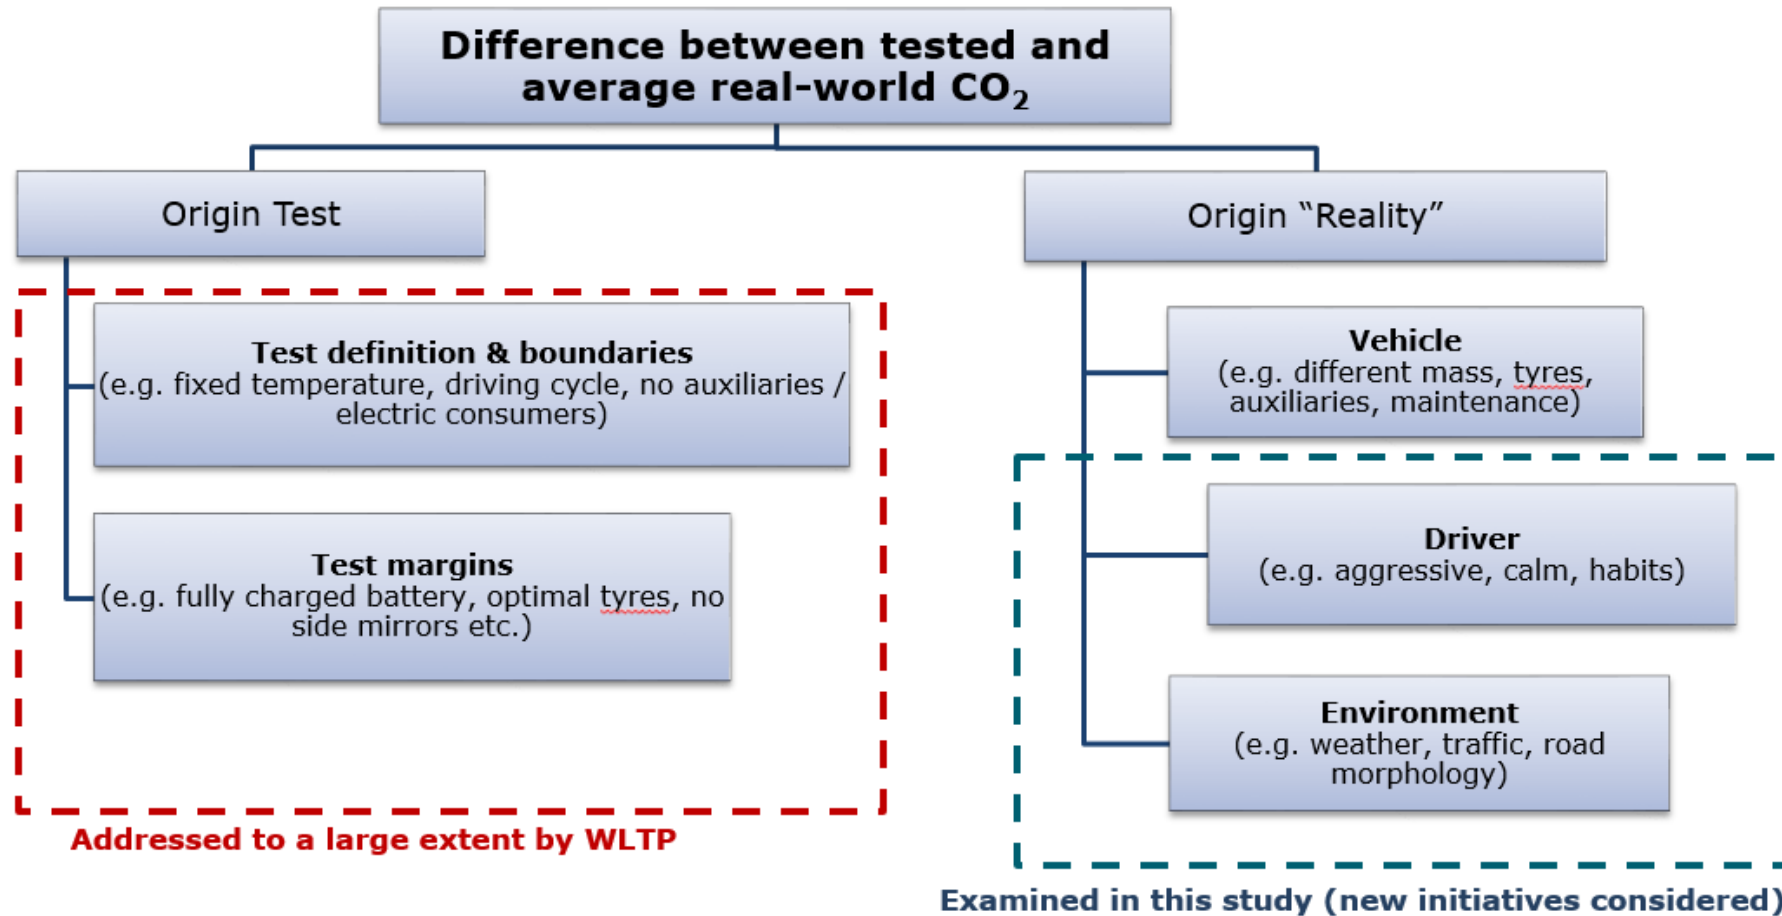 Difference between tested and
average real-world CO₂
Origin Test
Origin “Reality”
Test definition & boundaries
(e.g. fixed temperature, driving cycle, no auxiliaries /
electric consumers)
Test margins
(e.g. fully charged battery, optimal tyres, no
side mirrors etc.)
Addressed to a large extent by WLTP
Vehicle
(e.g. different mass, tyres,
auxiliaries, maintenance)
Driver
(e.g. aggressive, calm, habits)
Environment
(e.g. weather, traffic, road
morphology)
Examined in this study (new initiatives considered)